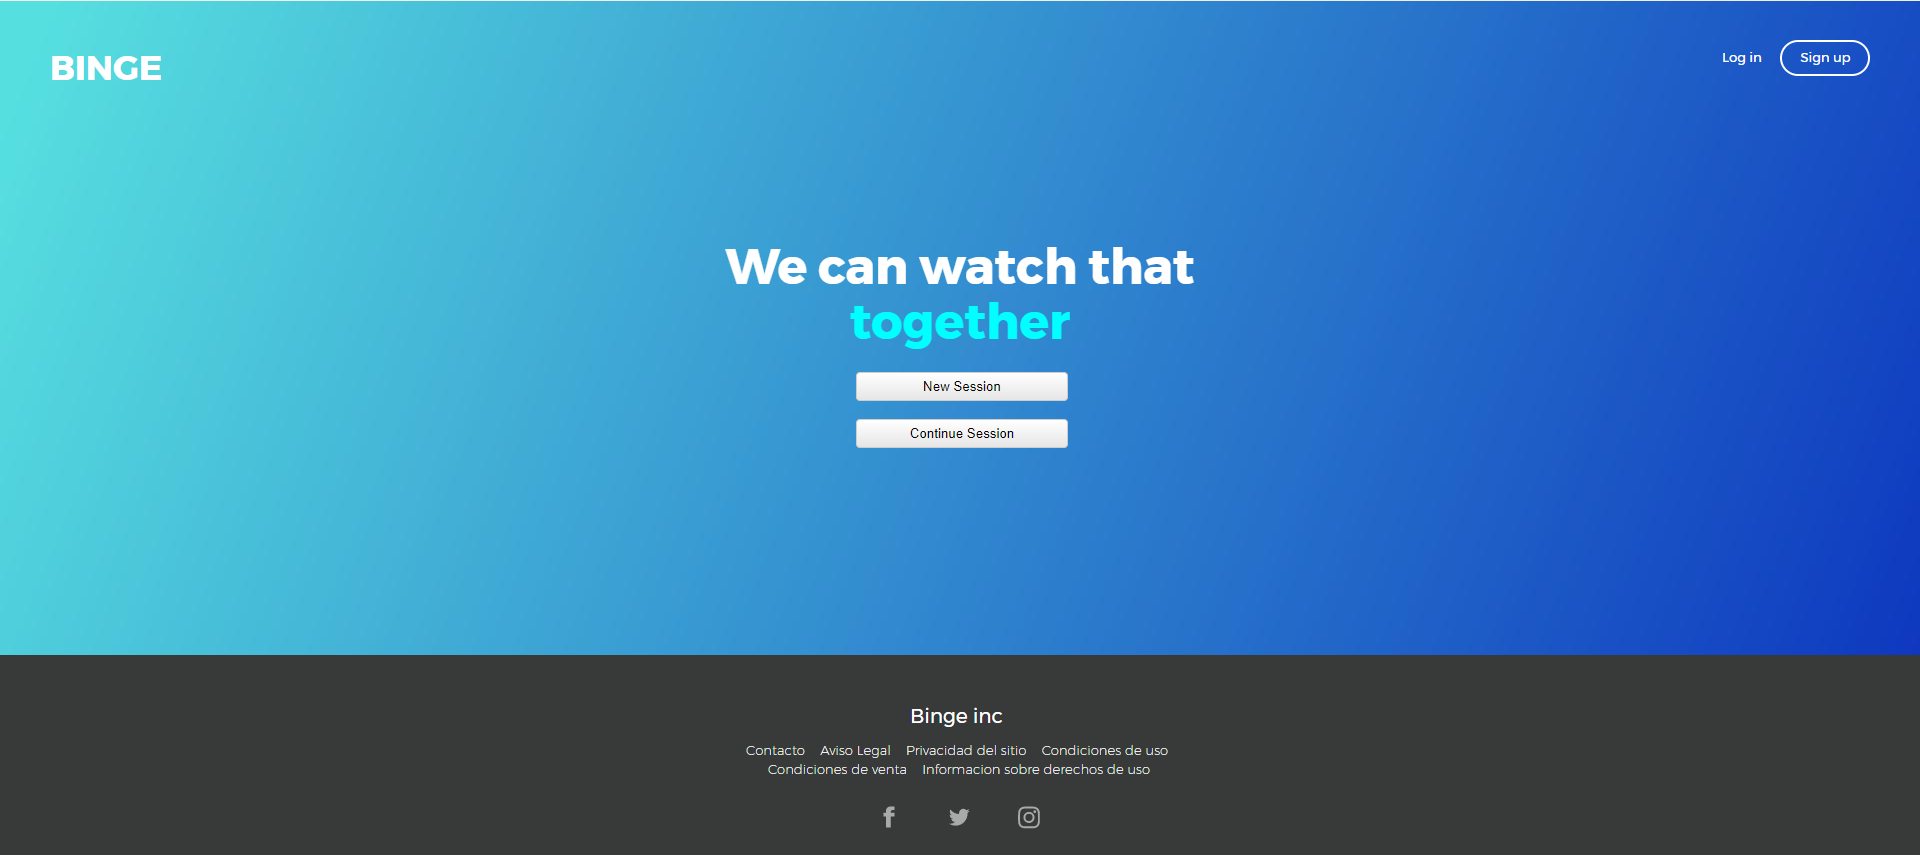 BINGE
Log in
Sign up
We can watch that
together
New Session
Continue Session
Binge inc
Contacto Aviso Legal Privacidad del sitio Condiciones de uso
Condiciones de venta Informacion sobre derechos de uso